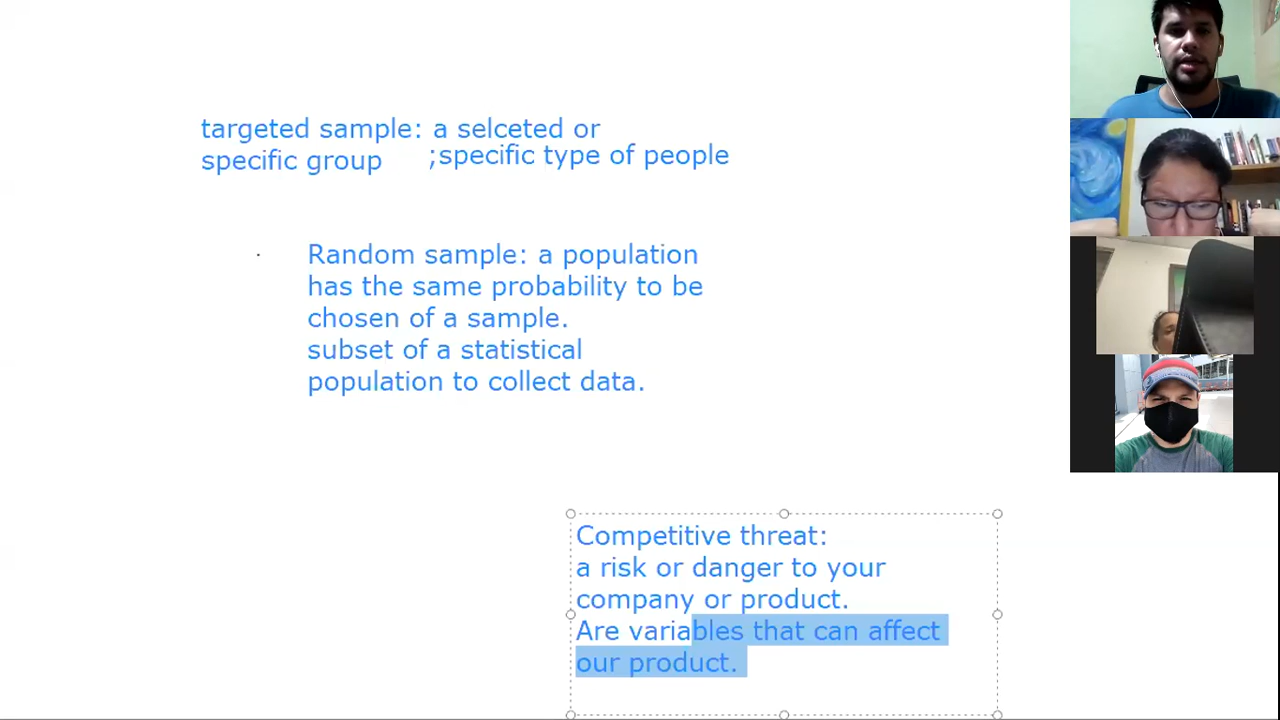 targeted sample: a selceted or
specific group
;specific type of people
Random sample: a population
has the same probability to be
chosen of a sample.
subset of a statistical
population to collect data.
Competitive threat:
a risk or danger to your
company or product.
Are variables that can affect
our product.